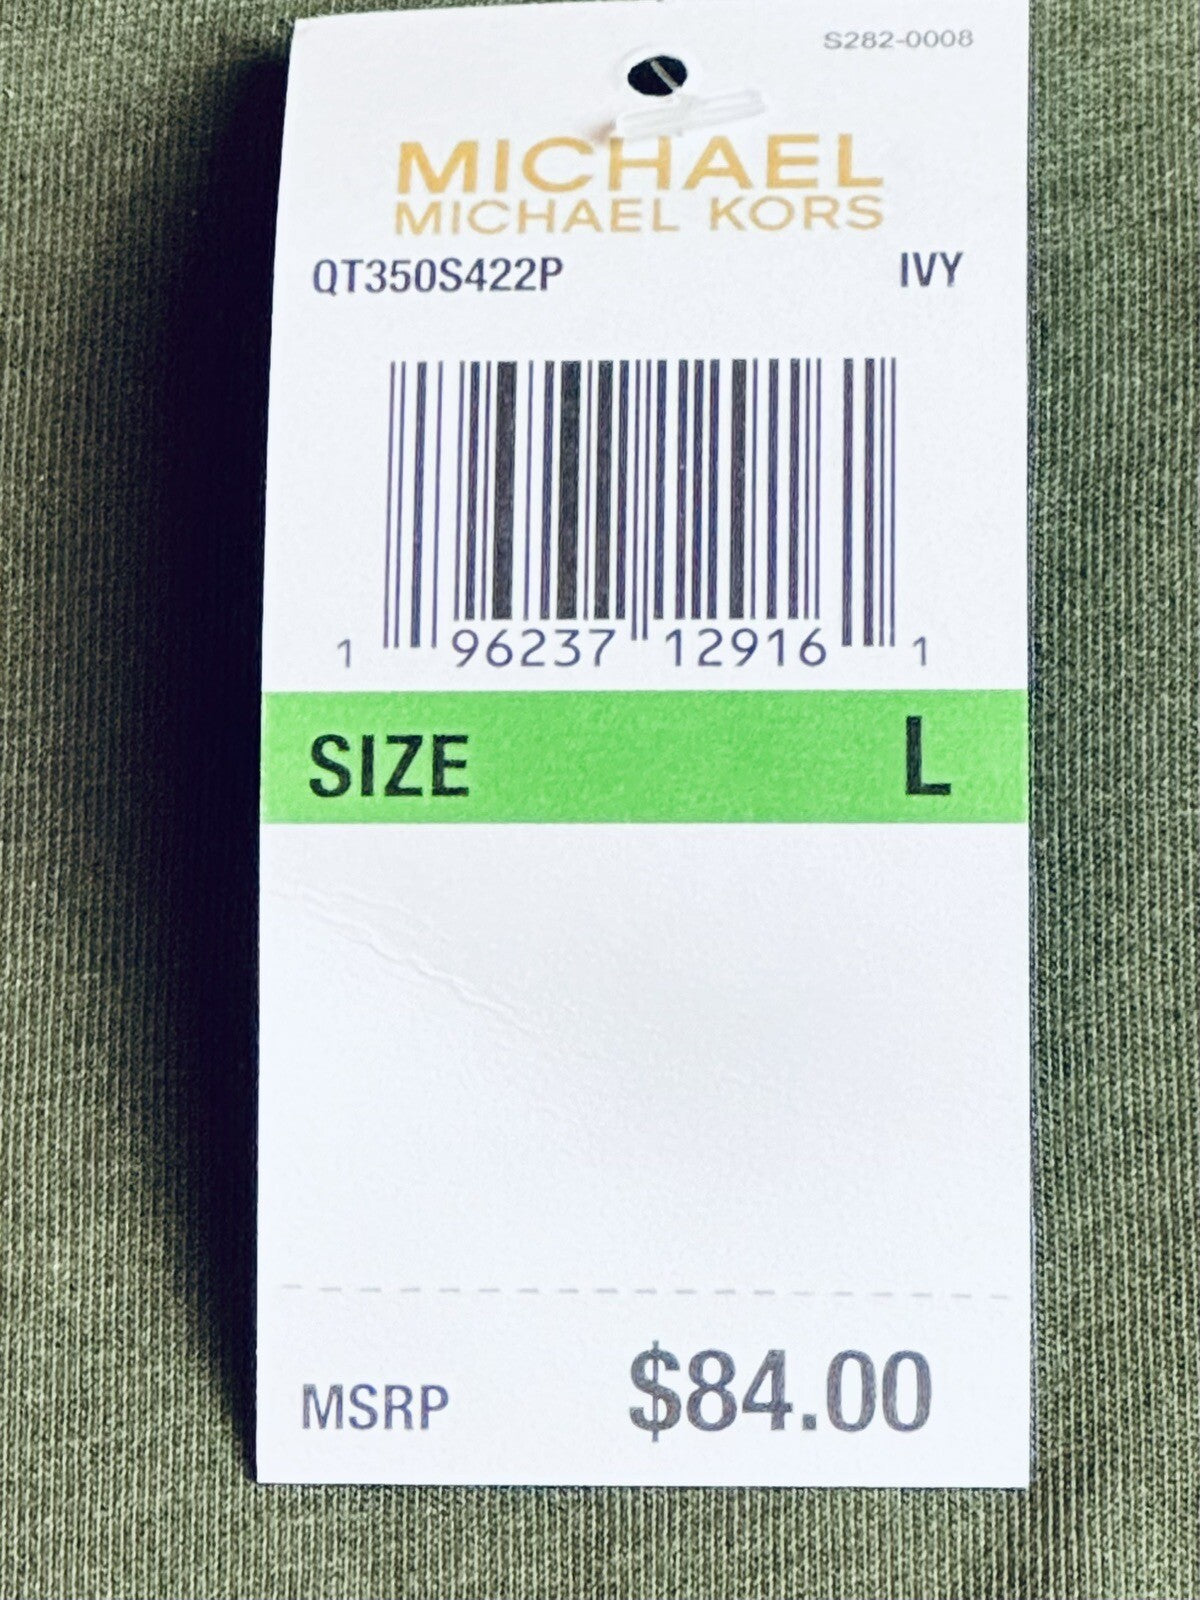 S282-0008
MICHAEL
MICHAEL KORS
QT350S422P IVY
1 96237 12916 1
SIZE L
MSRP $84.00